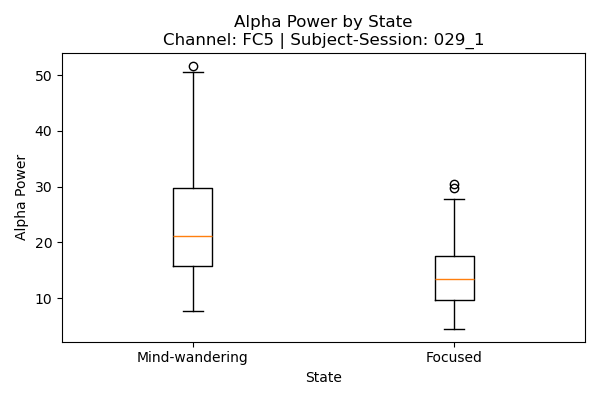 Alpha Power by State
Channel: FC5 | Subject-Session: 029_1
Alpha Power
50
40
30
20
10
Mind-wandering
Focused
State